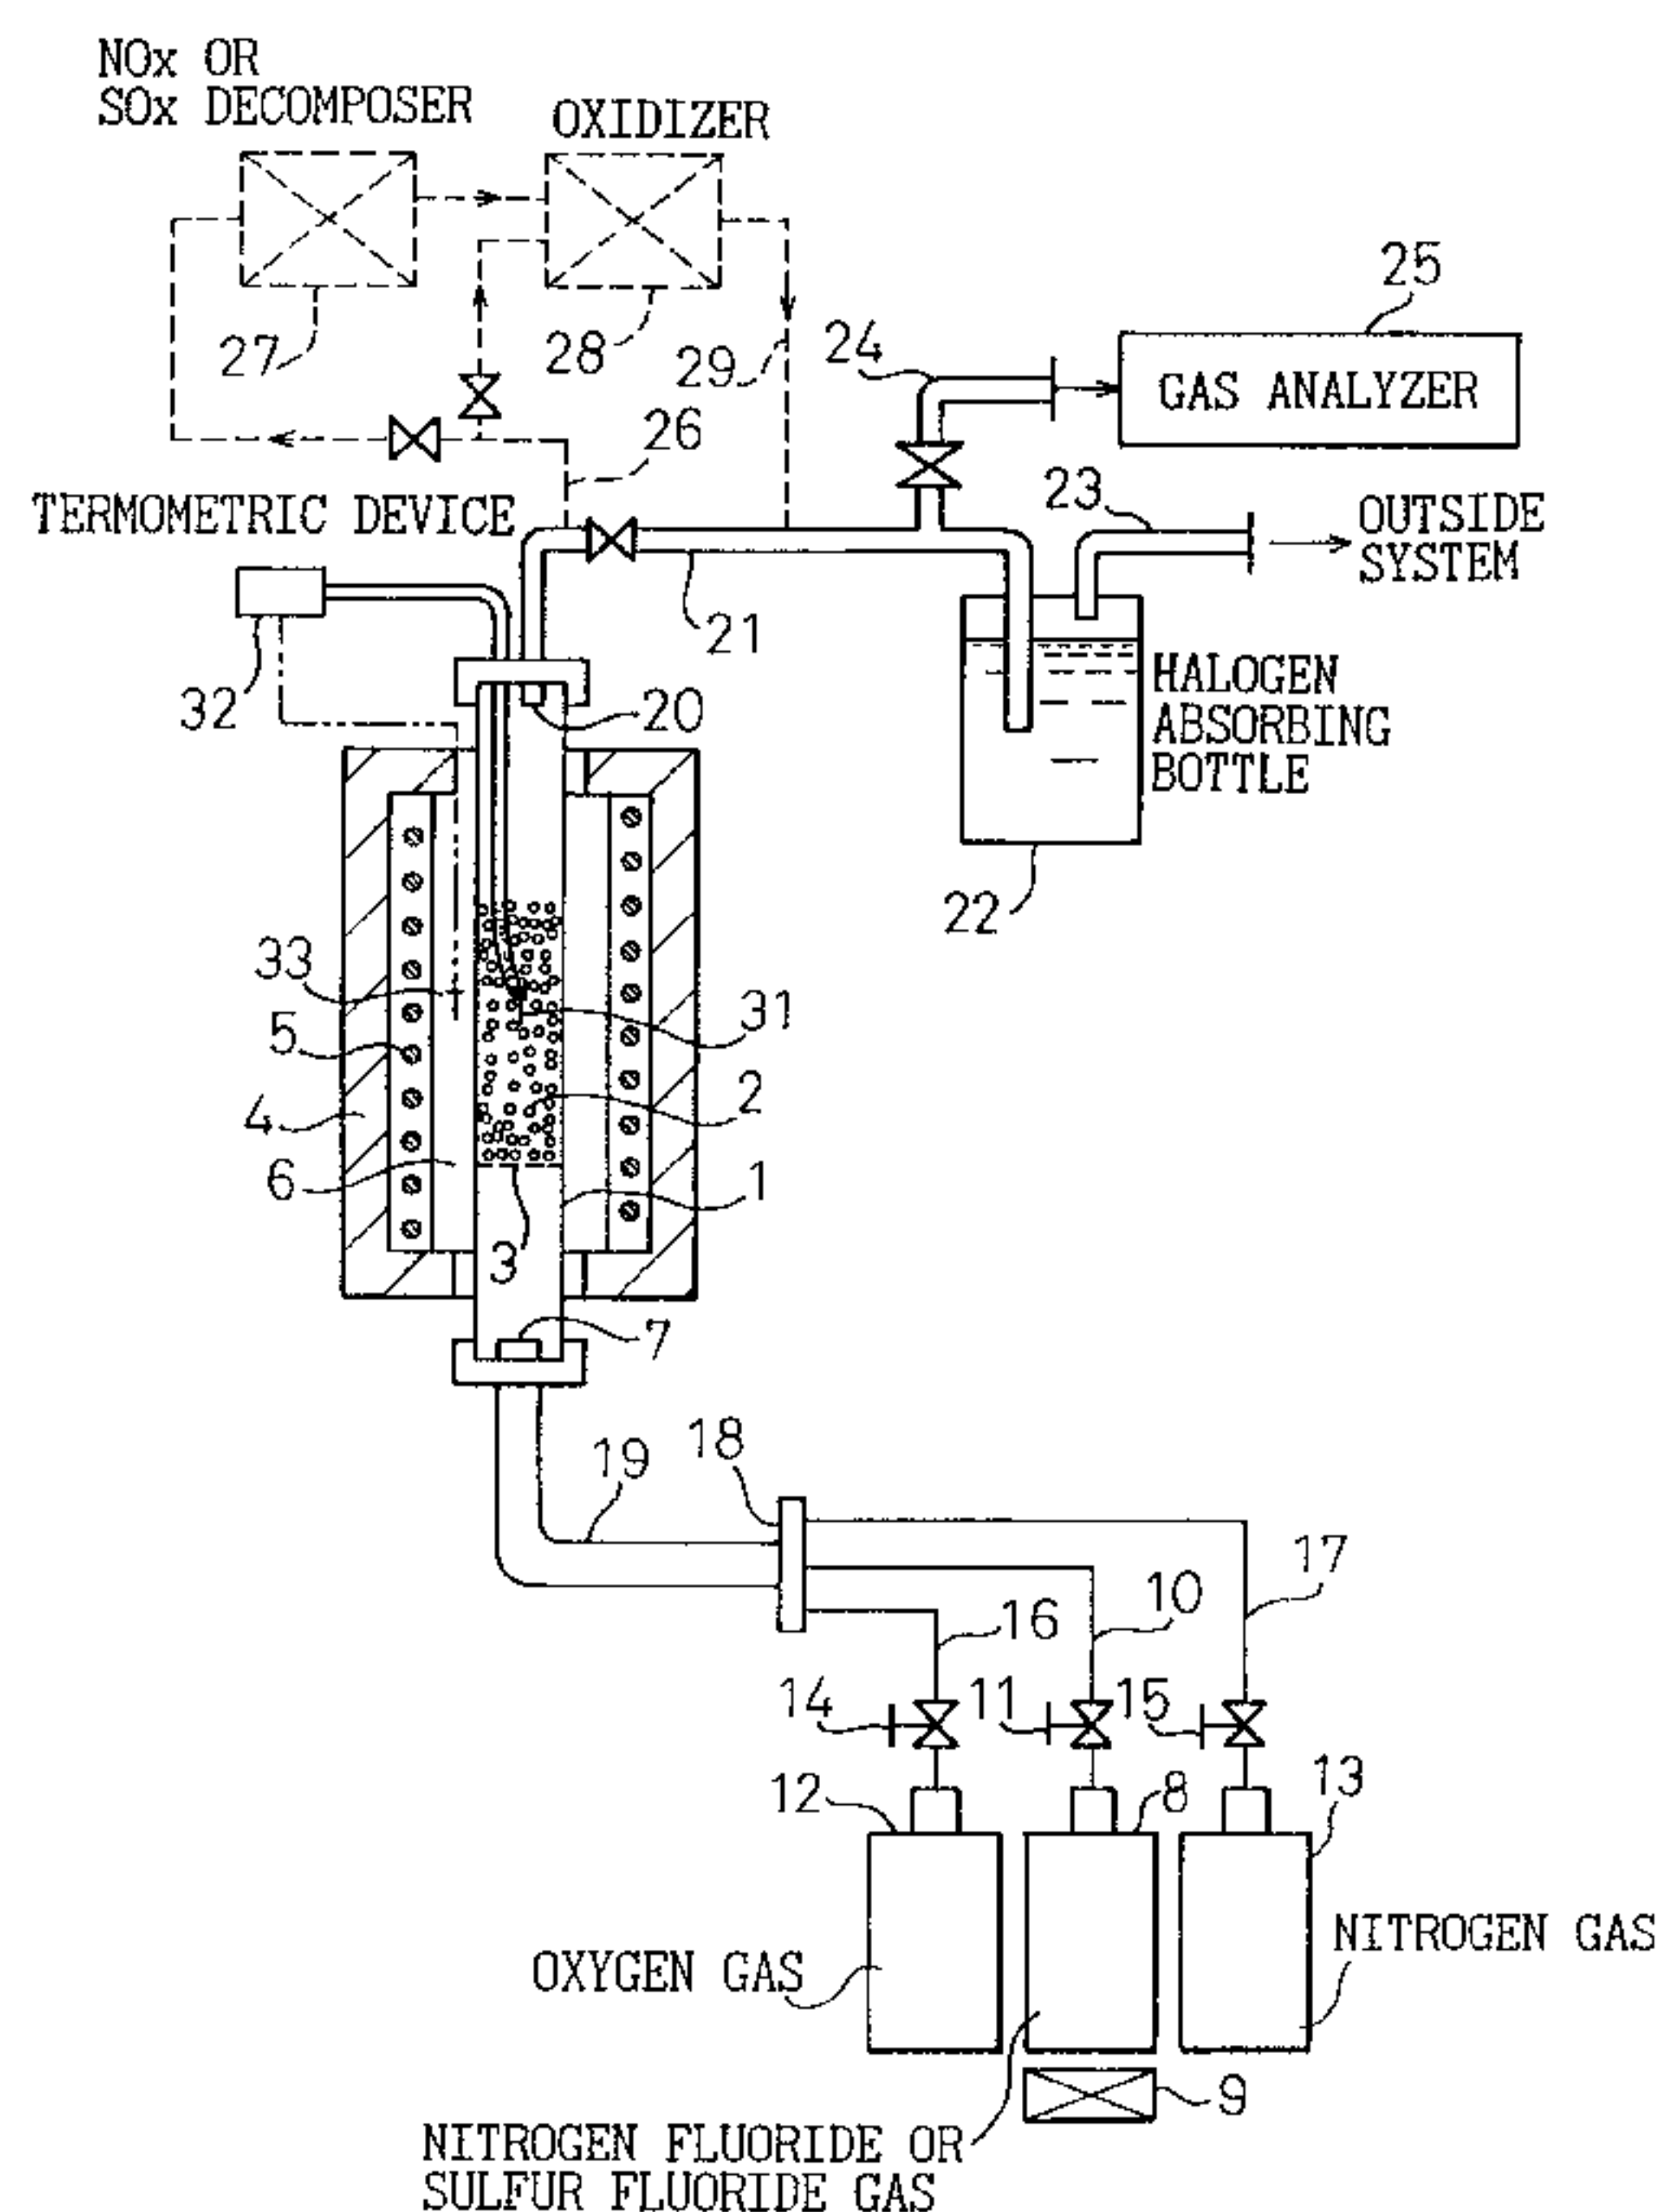 NOx OR
SOx DECOMPOSER
OXIDIZER
27
28
29
26
24
25
GAS ANALYZER
23
OUTSIDE
SYSTEM
TERMOMETRIC DEVICE
32
20
21
HALOGEN
ABSORBING
BOTTLE
22
33
31
5
4
2
6
1
3
7
19
18
17
10
16
14
11
15
12
8
13
OXYGEN GAS
NITROGEN GAS
9
NITROGEN FLUORIDE OR
SULFUR FLUORIDE GAS